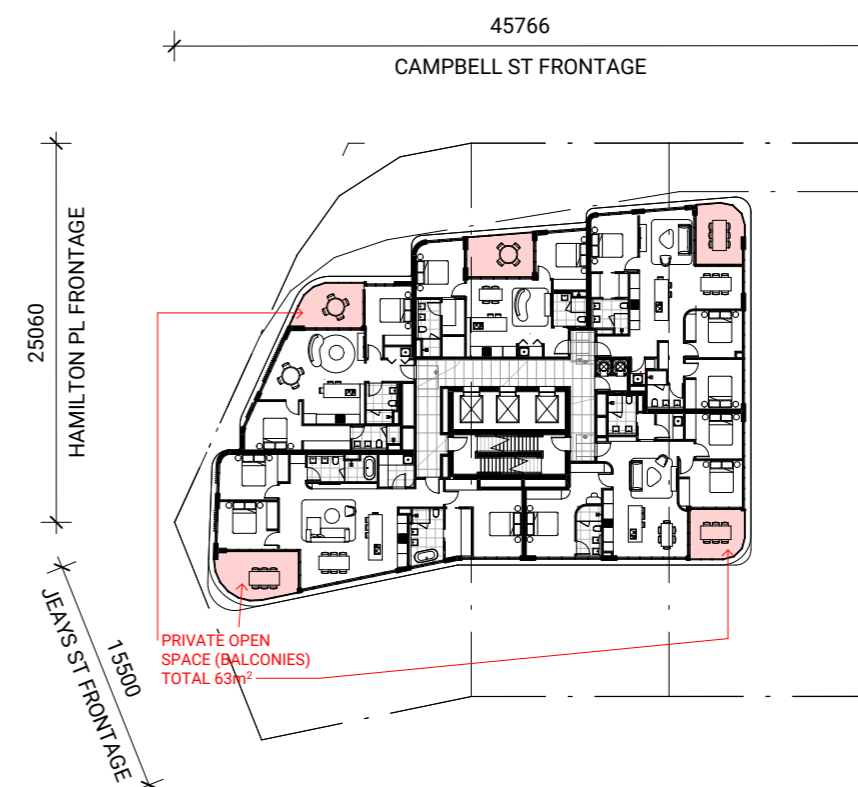 45766
CAMPBELL ST FRONTAGE
25060
HAMILTON PL FRONTAGE
15500
JEAYS ST FRONTAGE
PRIVATE OPEN
SPACE (BALCONIES)
TOTAL 63m²